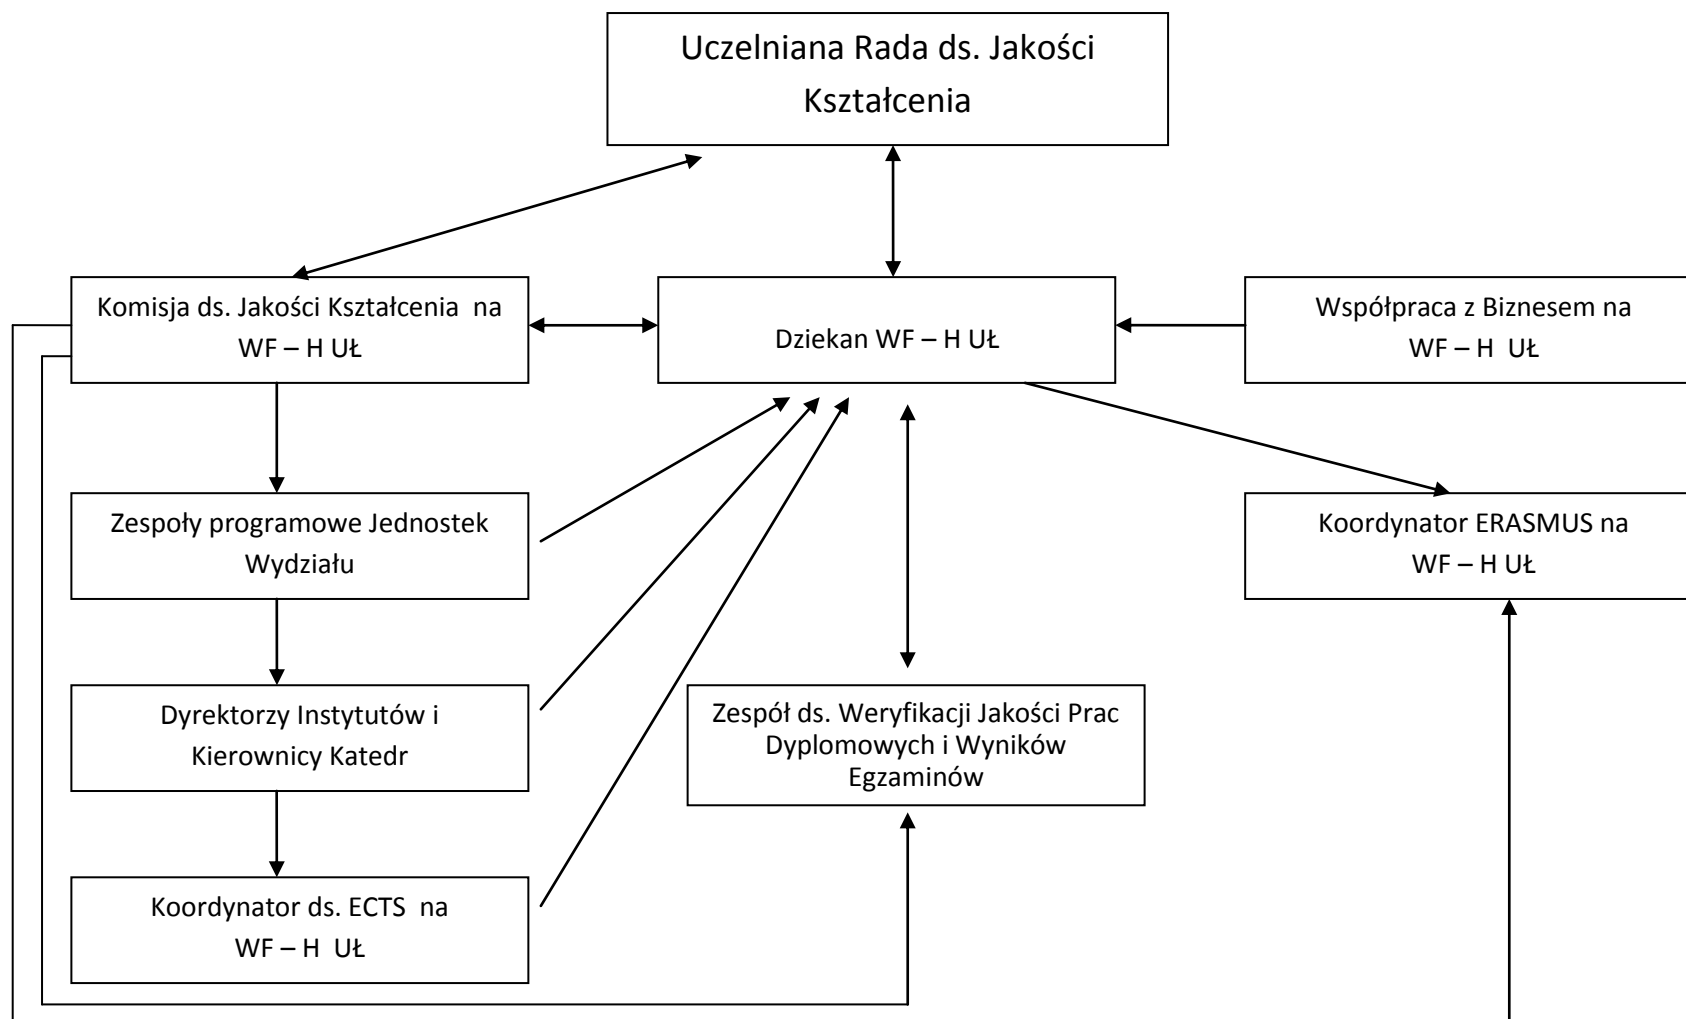 Uczelniana Rada ds. Jakości
Kształcenia
Komisja ds. Jakości Kształcenia na
WF – H UŁ
Dziekan WF – H UŁ
Współpraca z Biznesem na
WF – H UŁ
Zespoły programowe Jednostek
Wydziału
Koordynator ERASMUS na
WF – H UŁ
Dyrektorzy Instytutów i
Kierownicy Katedr
Zespół ds. Weryfikacji Jakości Prac
Dyplomowych i Wyników
Egzaminów
Koordynator ds. ECTS na
WF – H UŁ